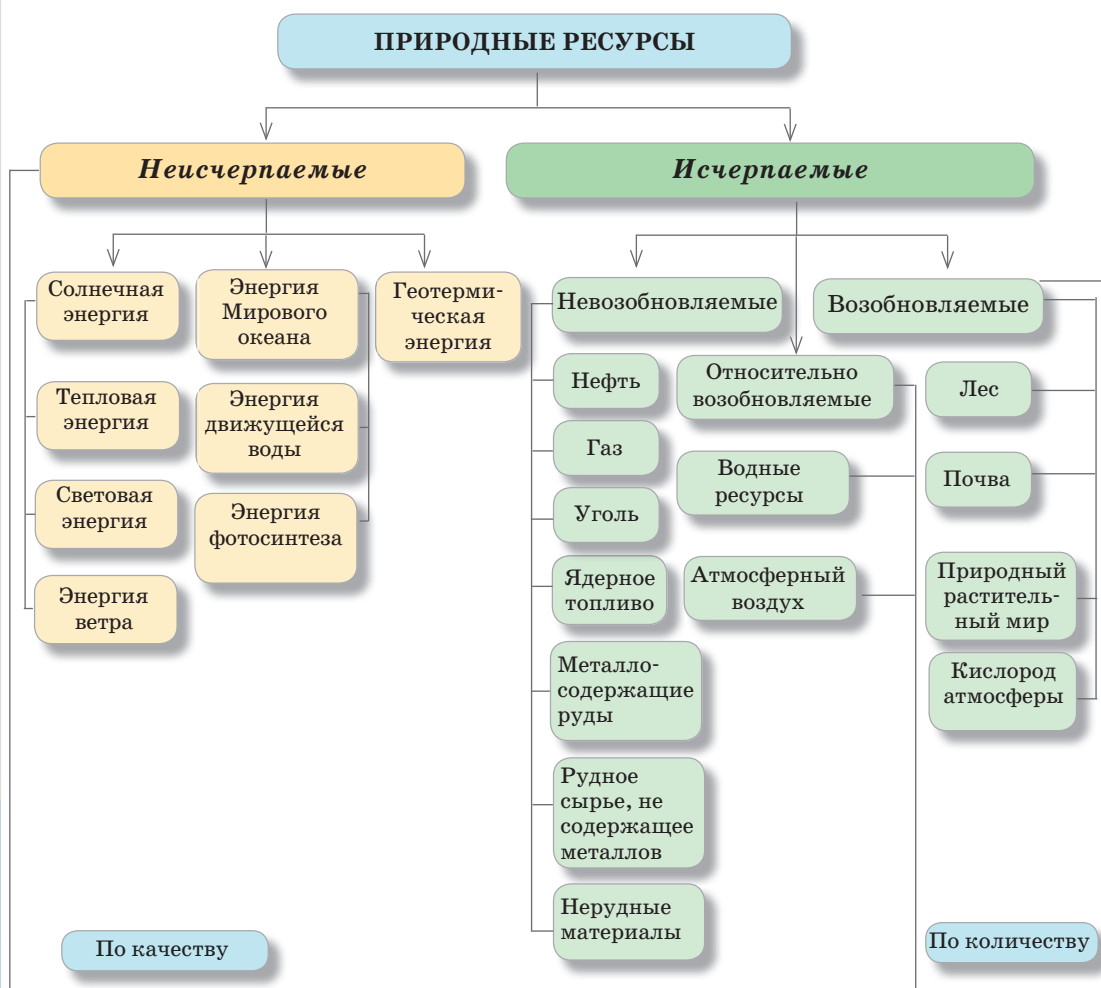 ПРИРОДНЫЕ РЕСУРСЫ
Неисчерпаемые
Исчерпаемые
Солнечная
энергия
Тепловая
энергия
Световая
энергия
Энергия
ветра
Энергия
Мирового
океана
Энергия
движущейся
воды
Энергия
фотосинтеза
Геотерми-
ческая
энергия
Невозобновляемые
Нефть
Газ
Уголь
Ядерное
топливо
Металло-
содержащие
руды
Рудное
сырье, не
содержащее
металлов
Нерудные
материалы
Относительно
возобновляемые
Водные
ресурсы
Атмосферный
воздух
Возобновляемые
Лес
Почва
Природный
раститель-
ный мир
Кислород
атмосферы
По качеству
По количеству